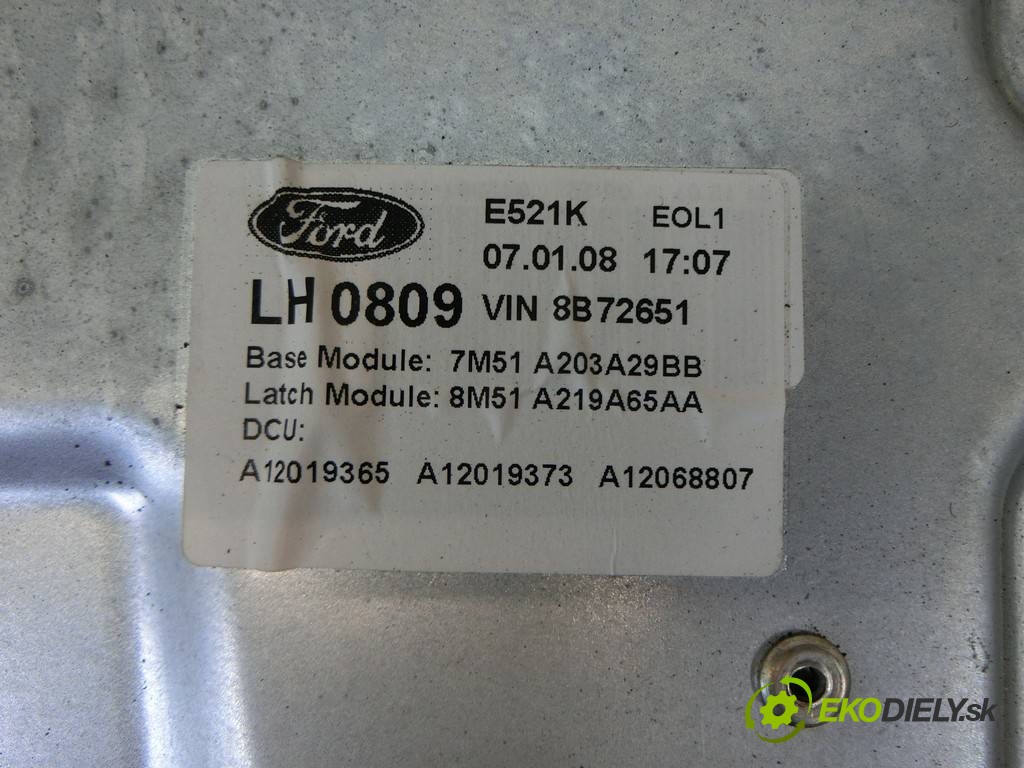 Ford
E521K EOL1
07.01.08 17:07
LH 0809 VIN 8B72651
Base Module: 7M51 A203A29BB
Latch Module: 8M51 A219A65AA
DCU:
A12019365 A12019373 A12068807
EKODIELY.sk